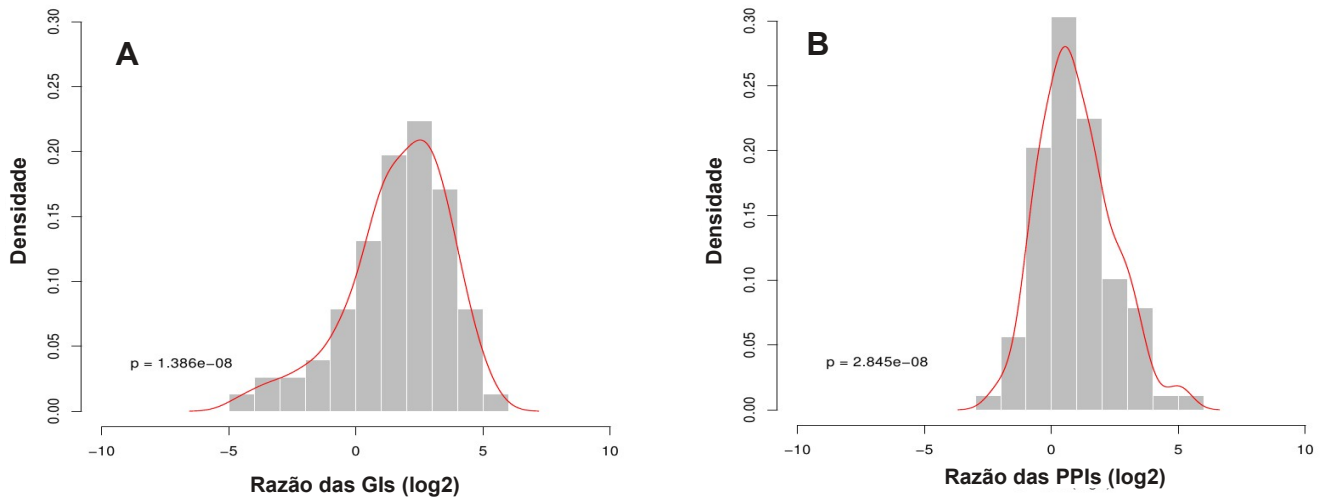 A
Densidade
0.30
0.25
0.20
0.15
0.10
0.05
0.00
p = 1.386e−08
−10 −5 0 5 10
Razão das GIs (log2)
B
Densidade
0.30
0.25
0.20
0.15
0.10
0.05
0.00
p = 2.845e−08
−10 −5 0 5 10
Razão das PPIs (log2)